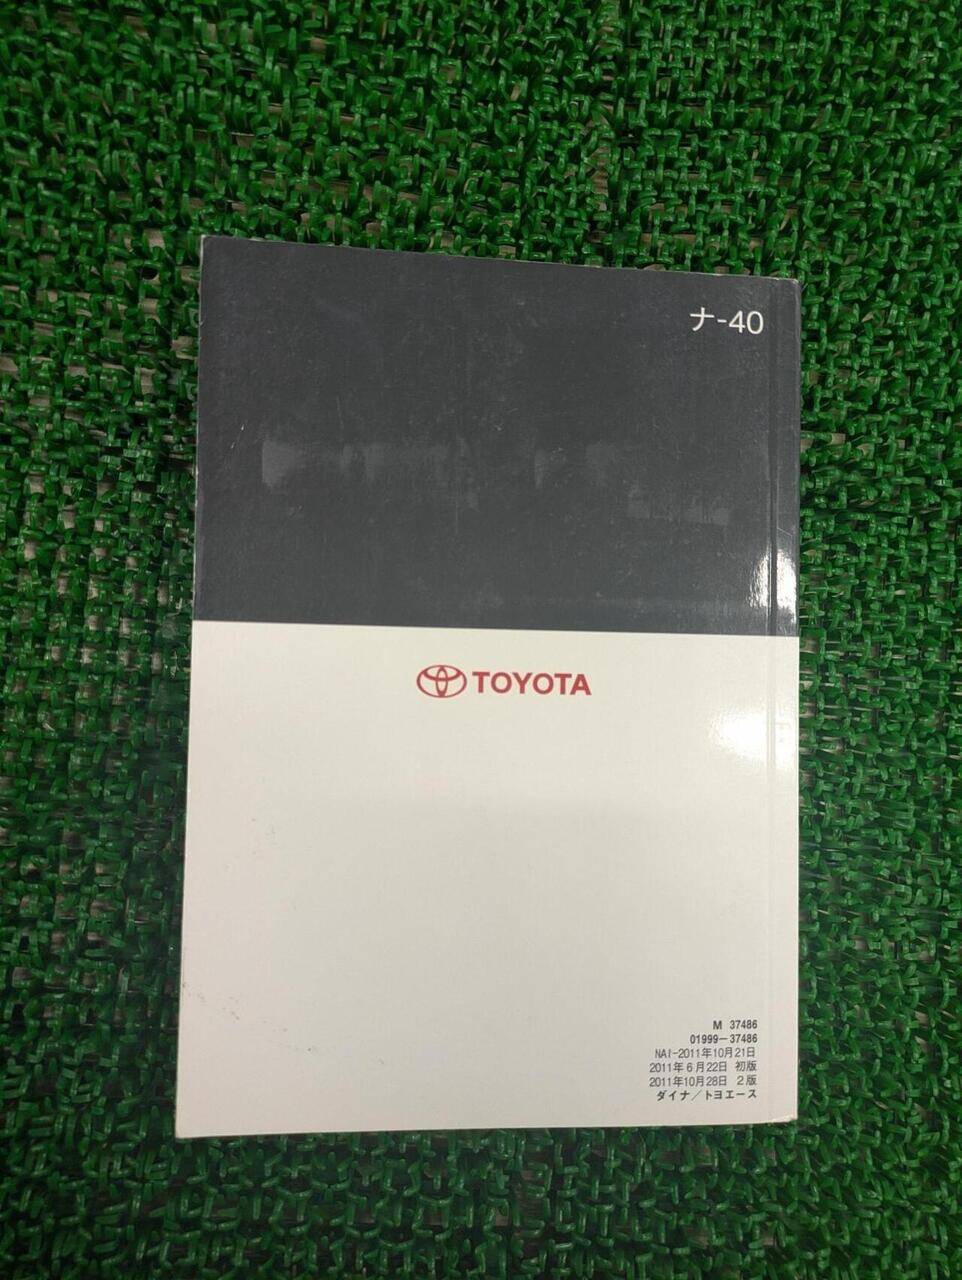 ナ-40
TOYOTA
M 37486
01999-37486
NAI-2011年10月21日
2011年6月22日 初版
2011年10月28日 2版
ダイナ/トヨエース